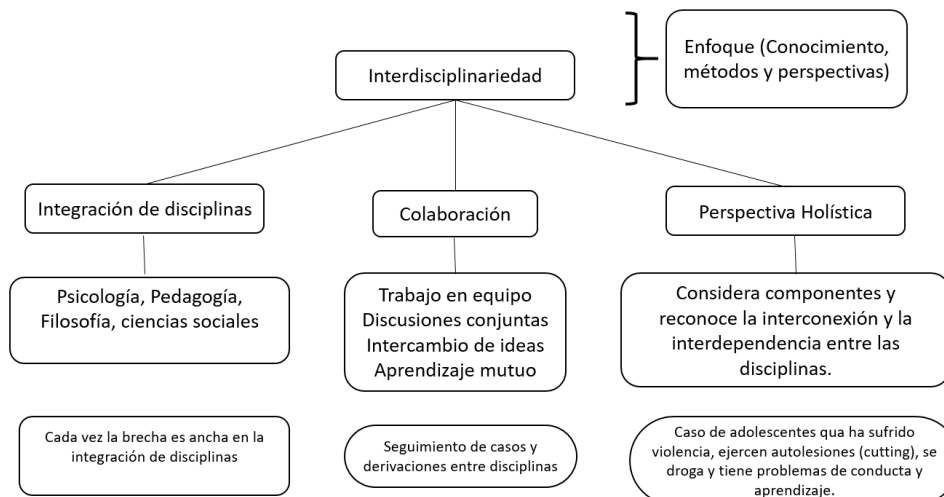 Enfoque (Conocimiento,
métodos y perspectivas)
Interdisciplinariedad
Integración de disciplinas
Colaboración
Perspectiva Holística
Psicología, Pedagogía,
Filosofía, ciencias sociales
Trabajo en equipo
Discusiones conjuntas
Intercambio de ideas
Aprendizaje mutuo
Considera componentes y
reconoce la interconexión y la
interdependencia entre las
disciplinas.
Cada vez la brecha es ancha en la
integración de disciplinas
Seguimiento de casos y
derivaciones entre disciplinas
Caso de adolescentes qua ha sufrido
violencia, ejercen autolesiones (cutting), se
droga y tiene problemas de conducta y
aprendizaje.